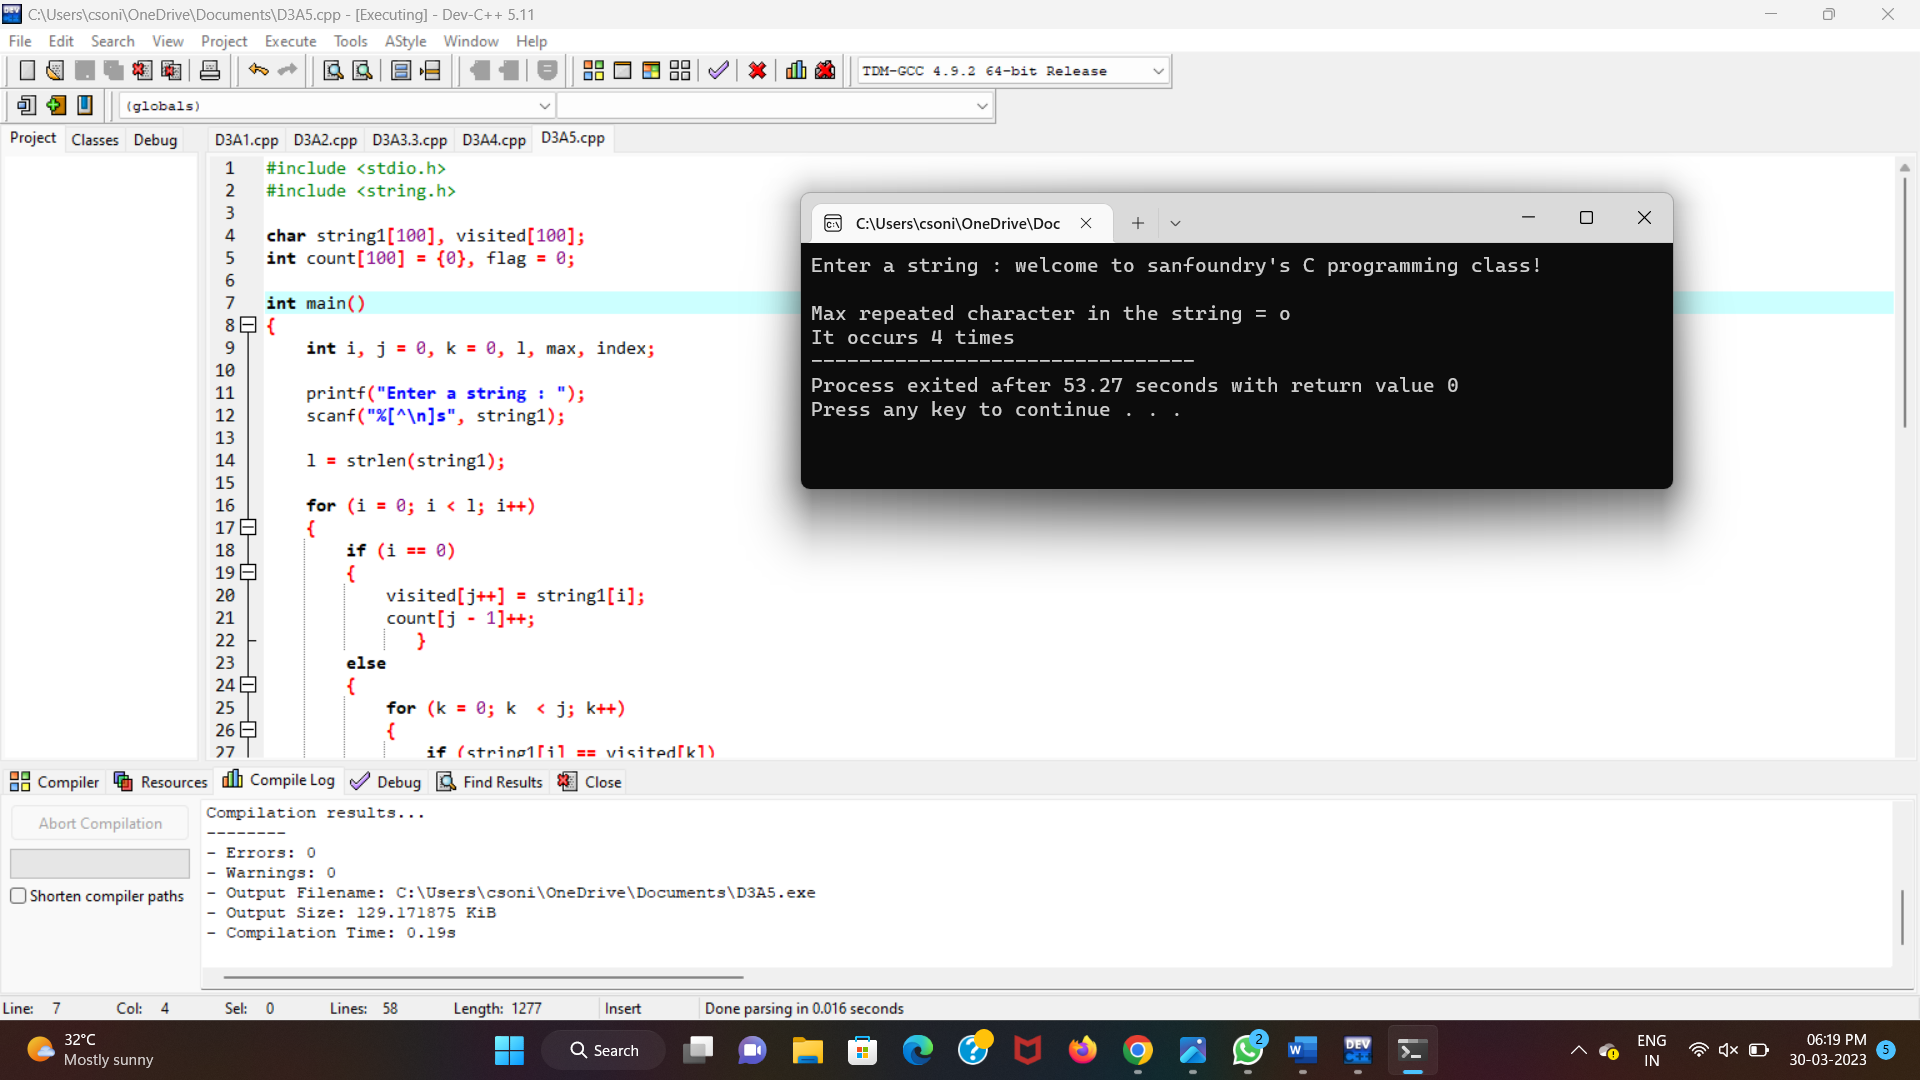 C:\Users\csoni\OneDrive\Documents\D3A5.cpp - [Executing] - Dev-C++ 5.11
File Edit Search View Project Execute Tools AStyle Window Help
TDM-GCC 4.9.2 64-bit Release
(globals)
Project Classes Debug D3A1.cpp D3A2.cpp D3A3.3.cpp D3A4.cpp D3A5.cpp
1 #include <stdio.h>
2 #include <string.h>
3
4 char string1[100], visited[100];
5 int count[100] = {0}, flag = 0;
6
7 int main()
8 {
9 int i, j = 0, k = 0, l, max, index;
10
11 printf("Enter a string : ");
12 scanf("%[^\n]s", string1);
13
14 l = strlen(string1);
15
16 for (i = 0; i < l; i++)
17 {
18 if (i == 0)
19 {
20 visited[j++] = string1[i];
21 count[j - 1]++;
22 }
23 else
24 {
25 for (k = 0; k < j; k++)
26 {
27 if (string1[i] == visited[k])
C:\Users\csoni\OneDrive\Doc
Enter a string : welcome to sanfoundry's C programming class!
Max repeated character in the string = o
It occurs 4 times
--------------------------------
Process exited after 53.27 seconds with return value 0
Press any key to continue . . .
Compiler Resources Compile Log Debug Find Results Close
Abort Compilation
Shorten compiler paths
Compilation results...
--------
- Errors: 0
- Warnings: 0
- Output Filename: C:\Users\csoni\OneDrive\Documents\D3A5.exe
- Output Size: 129.171875 KiB
- Compilation Time: 0.19s
Line: 7 Col: 4 Sel: 0 Lines: 58 Length: 1277 Insert Done parsing in 0.016 seconds
32°C
Mostly sunny
Search
2
DEV
ENG
IN
06:19 PM
30-03-2023
5